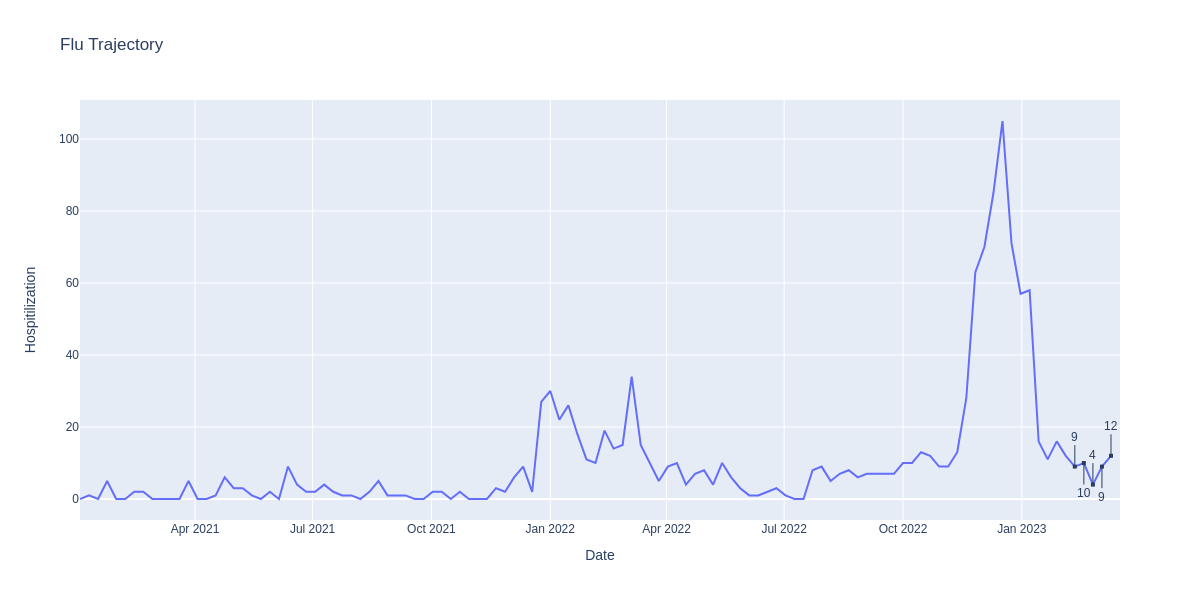 Flu Trajectory
Hospitilization
100
80
60
40
20
0
9
10
4
9
12
Apr 2021
Jul 2021
Oct 2021
Jan 2022
Apr 2022
Jul 2022
Oct 2022
Jan 2023
Date